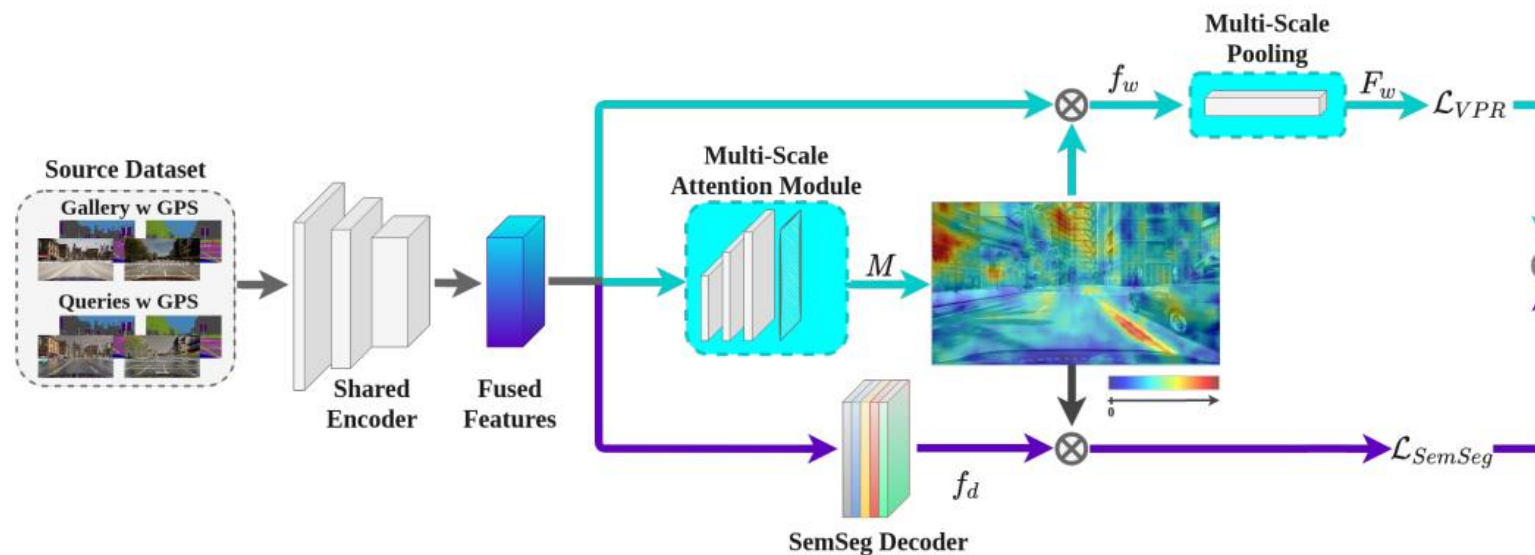 Source Dataset
Gallery w GPS
Queries w GPS
Shared
Encoder
Fused
Features
Multi-Scale
Attention Module
M
SemSeg Decoder
f_d
f_w
Multi-Scale
Pooling
F_w
ℒ_VPR
0
ℒ_SemSeg